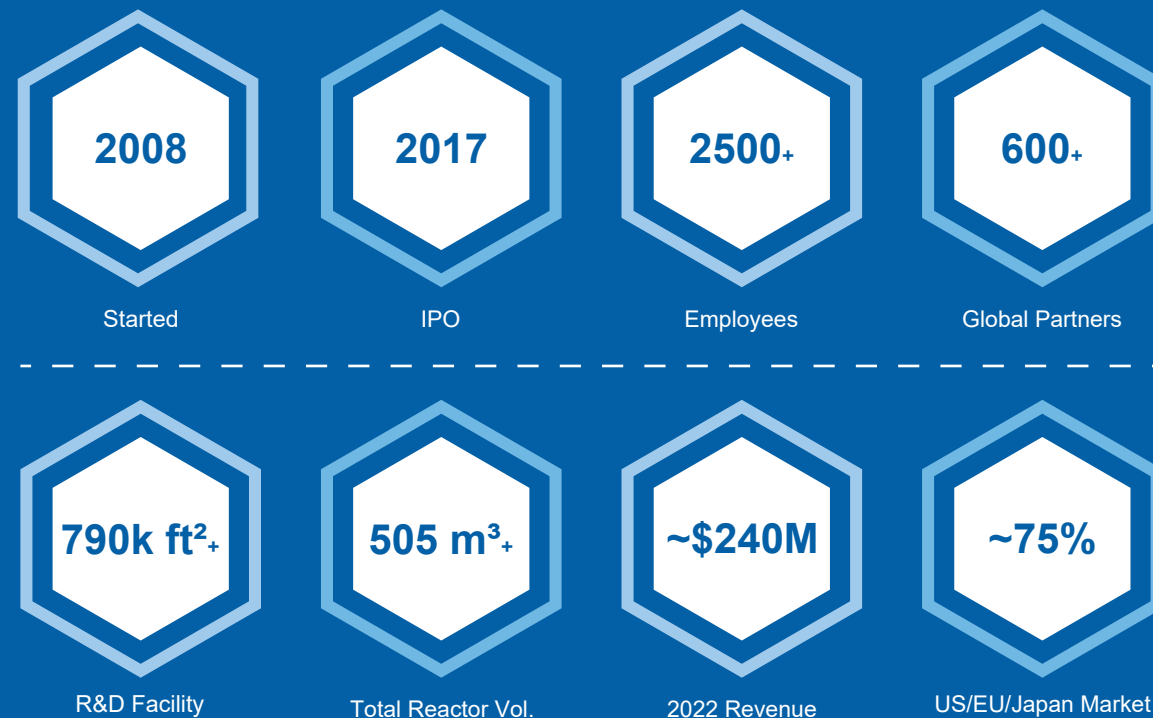 2008
2017
2500+
600+
Started
IPO
Employees
Global Partners
790k ft²+
505 m³+
~$240M
~75%
R&D Facility
Total Reactor Vol.
2022 Revenue
US/EU/Japan Market